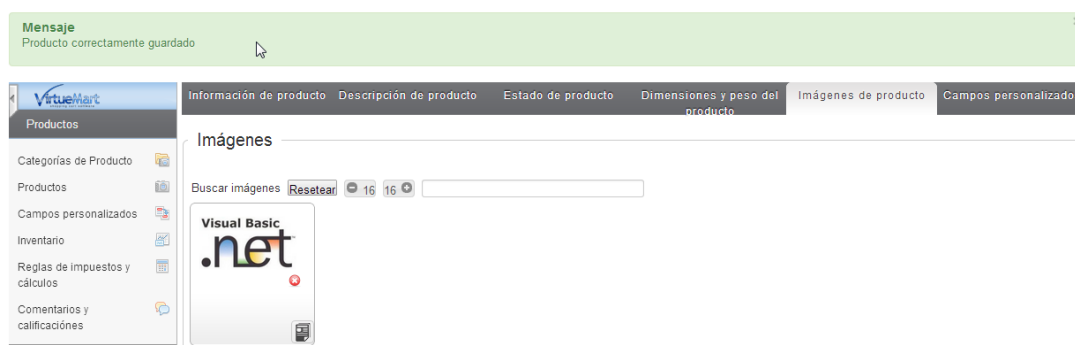 Mensaje
Producto correctamente guardado
VirtueMart
Información de producto Descripción de producto Estado de producto Dimensiones y peso del producto Imágenes de producto Campos personalizado
Productos
Imágenes
Categorías de Producto
Productos
Buscar imágenes Resetear 16 16
Campos personalizados
Visual Basic
.net
Inventario
Reglas de impuestos y
cálculos
Comentarios y
calificaciónes